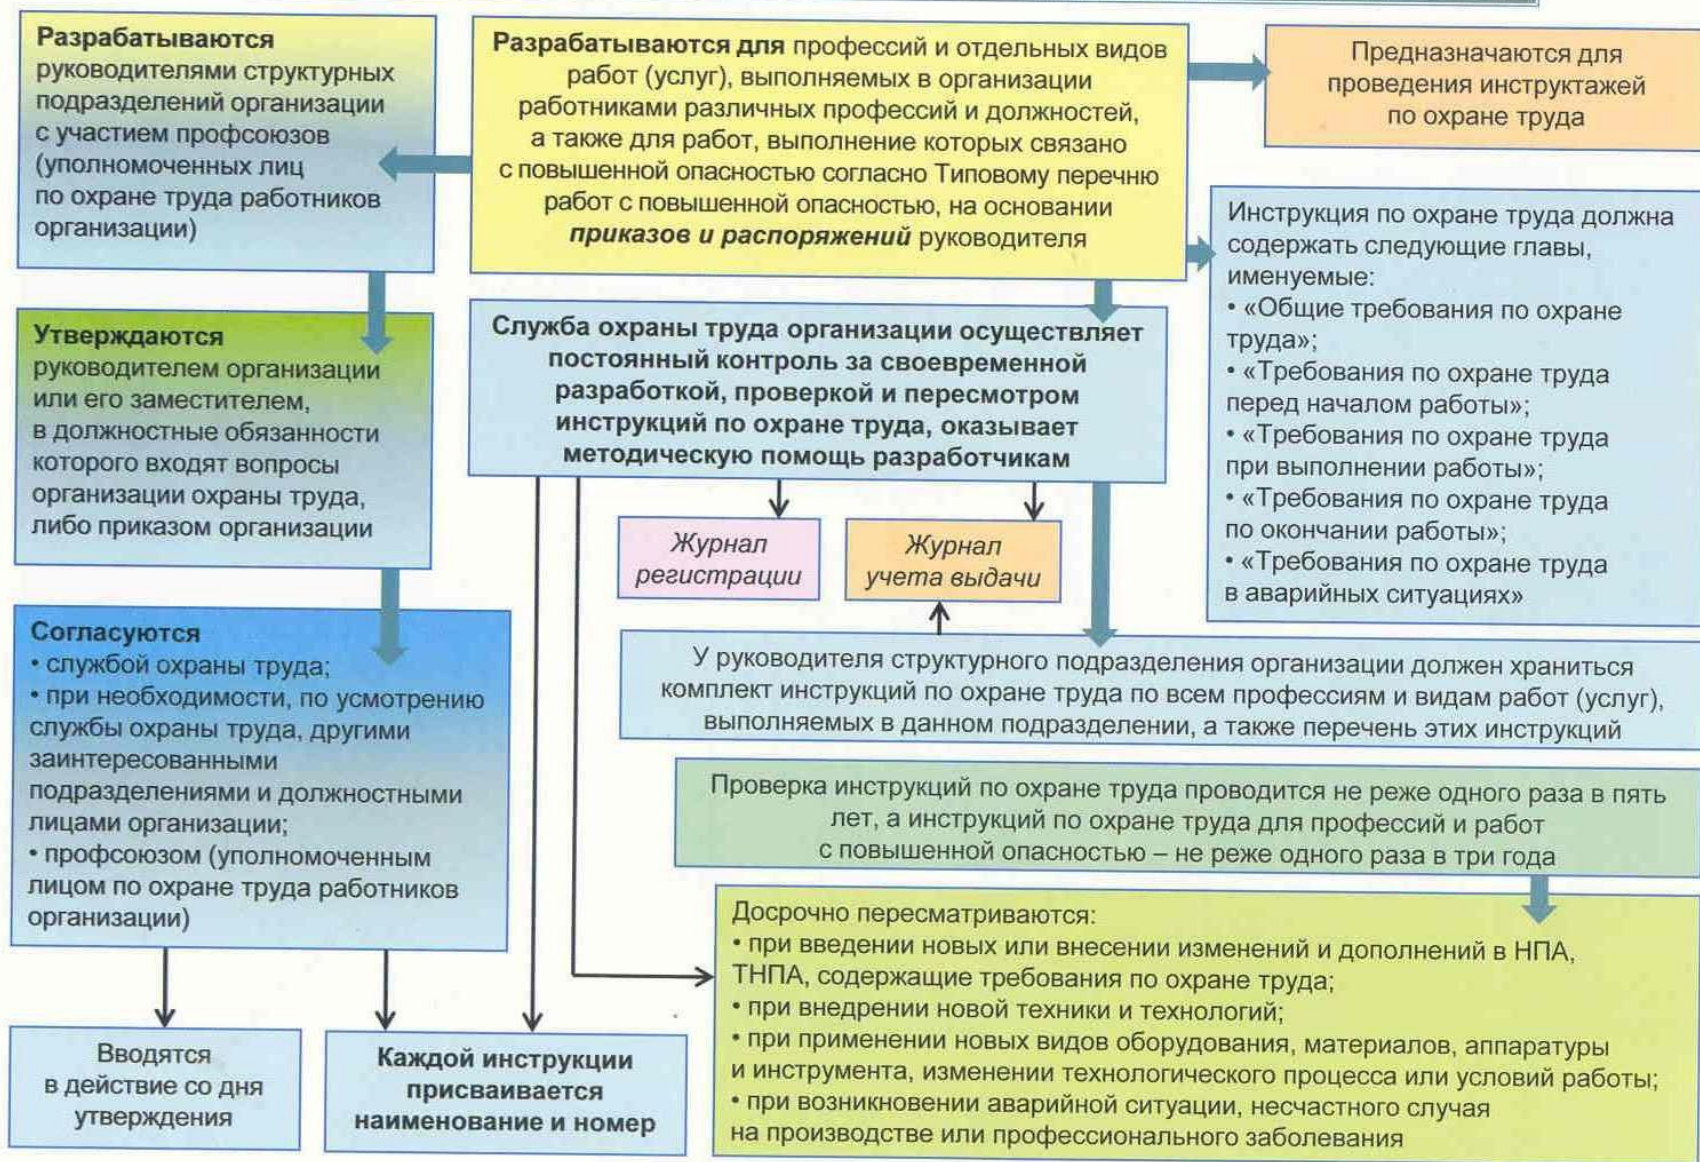 Разрабатываются
руководителями структурных
подразделений организации
с участием профсоюзов
(уполномоченных лиц
по охране труда работников
организации)
Разрабатываются для профессий и отдельных видов
работ (услуг), выполняемых в организации
работниками различных профессий и должностей,
а также для работ, выполнение которых связано
с повышенной опасностью согласно Типовому перечню
работ с повышенной опасностью, на основании
приказов и распоряжений руководителя
Предназначаются для
проведения инструктажей
по охране труда
Инструкция по охране труда должна
содержать следующие главы,
именуемые:
• «Общие требования по охране
труда»;
• «Требования по охране труда
перед началом работы»;
• «Требования по охране труда
при выполнении работы»;
• «Требования по охране труда
по окончании работы»;
• «Требования по охране труда
в аварийных ситуациях»
Утверждаются
руководителем организации
или его заместителем,
в должностные обязанности
которого входят вопросы
организации охраны труда,
либо приказом организации
Служба охраны труда организации осуществляет
постоянный контроль за своевременной
разработкой, проверкой и пересмотром
инструкций по охране труда, оказывает
методическую помощь разработчикам
Журнал
регистрации
Журнал
учета выдачи
Согласуются
• службой охраны труда;
• при необходимости, по усмотрению
службы охраны труда, другими
заинтересованными
подразделениями и должностными
лицами организации;
• профсоюзом (уполномоченным
лицом по охране труда работников
организации)
У руководителя структурного подразделения организации должен храниться
комплект инструкций по охране труда по всем профессиям и видам работ (услуг),
выполняемых в данном подразделении, а также перечень этих инструкций
Проверка инструкций по охране труда проводится не реже одного раза в пять
лет, а инструкций по охране труда для профессий и работ
с повышенной опасностью – не реже одного раза в три года
Досрочно пересматриваются:
• при введении новых или внесении изменений и дополнений в НПА,
ТНПА, содержащие требования по охране труда;
• при внедрении новой техники и технологий;
• при применении новых видов оборудования, материалов, аппаратуры
и инструмента, изменении технологического процесса или условий работы;
• при возникновении аварийной ситуации, несчастного случая
на производстве или профессионального заболевания
Вводятся
в действие со дня
утверждения
Каждой инструкции
присваивается
наименование и номер